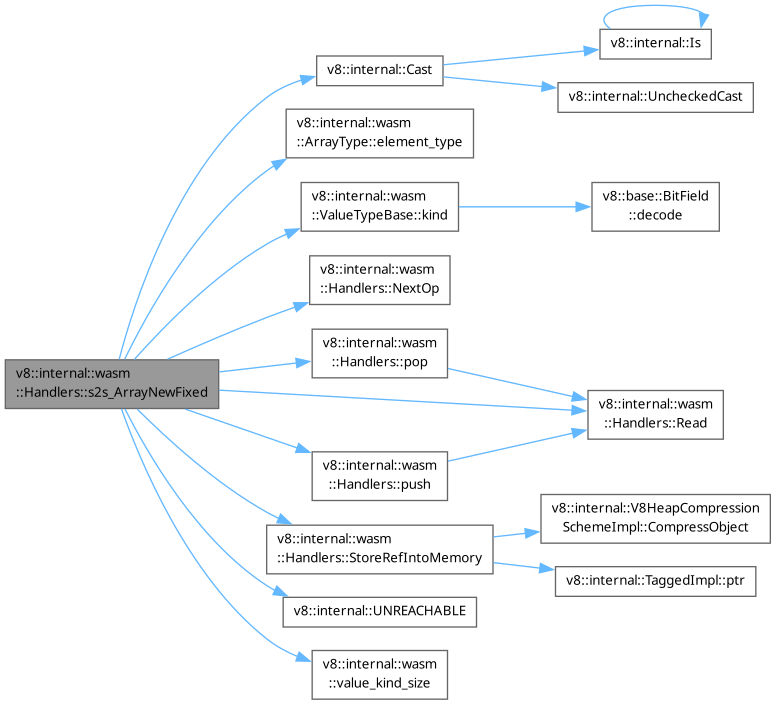 v8::internal::Is
v8::internal::Cast
v8::internal::UncheckedCast
v8::internal::wasm
::ArrayType::element_type
v8::internal::wasm
::ValueTypeBase::kind
v8::base::BitField
::decode
v8::internal::wasm
::Handlers::NextOp
v8::internal::wasm
::Handlers::pop
v8::internal::wasm
::Handlers::s2s_ArrayNewFixed
v8::internal::wasm
::Handlers::Read
v8::internal::wasm
::Handlers::push
v8::internal::V8HeapCompression
SchemeImpl::CompressObject
v8::internal::wasm
::Handlers::StoreRefIntoMemory
v8::internal::TaggedImpl::ptr
v8::internal::UNREACHABLE
v8::internal::wasm
::value_kind_size